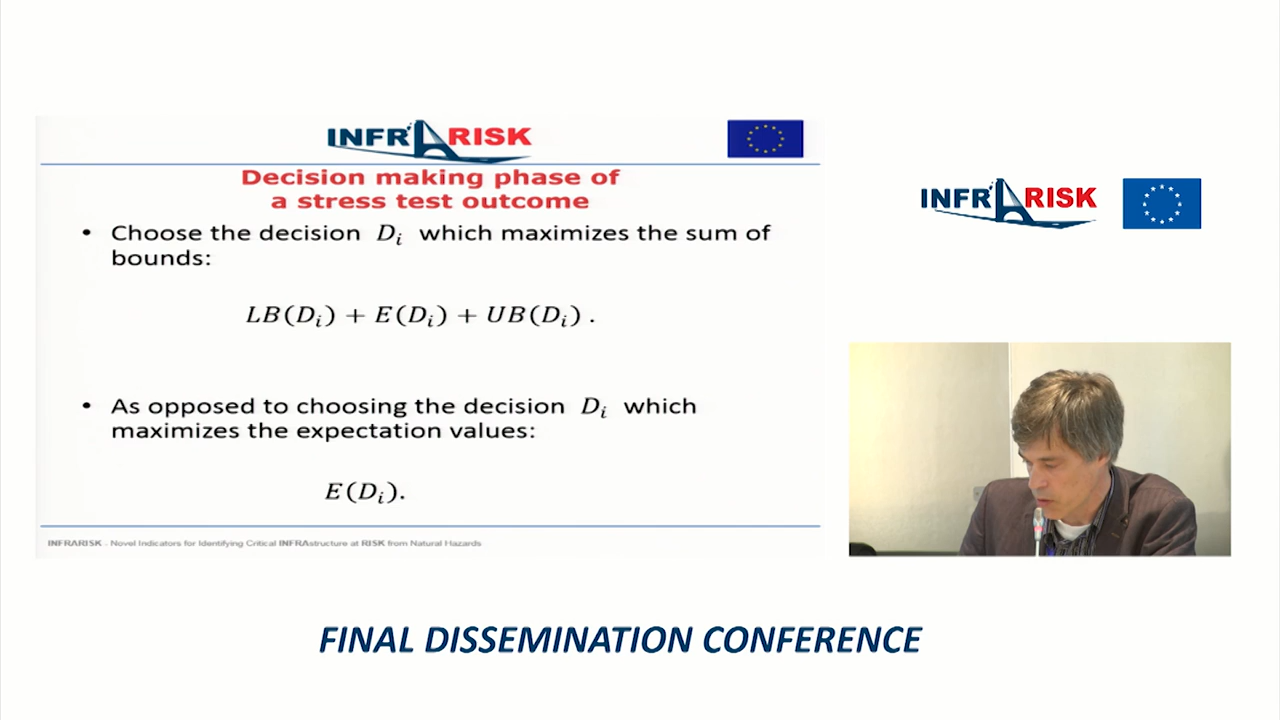 INFRARISK
Decision making phase of
a stress test outcome
• Choose the decision Dᵢ which maximizes the sum of
bounds:
LB(Dᵢ) + E(Dᵢ) + UB(Dᵢ) .
• As opposed to choosing the decision Dᵢ which
maximizes the expectation values:
E(Dᵢ).
INFRARISK - Novel Indicators for Identifying Critical INFRAstructure at RISK from Natural Hazards
INFRARISK
FINAL DISSEMINATION CONFERENCE